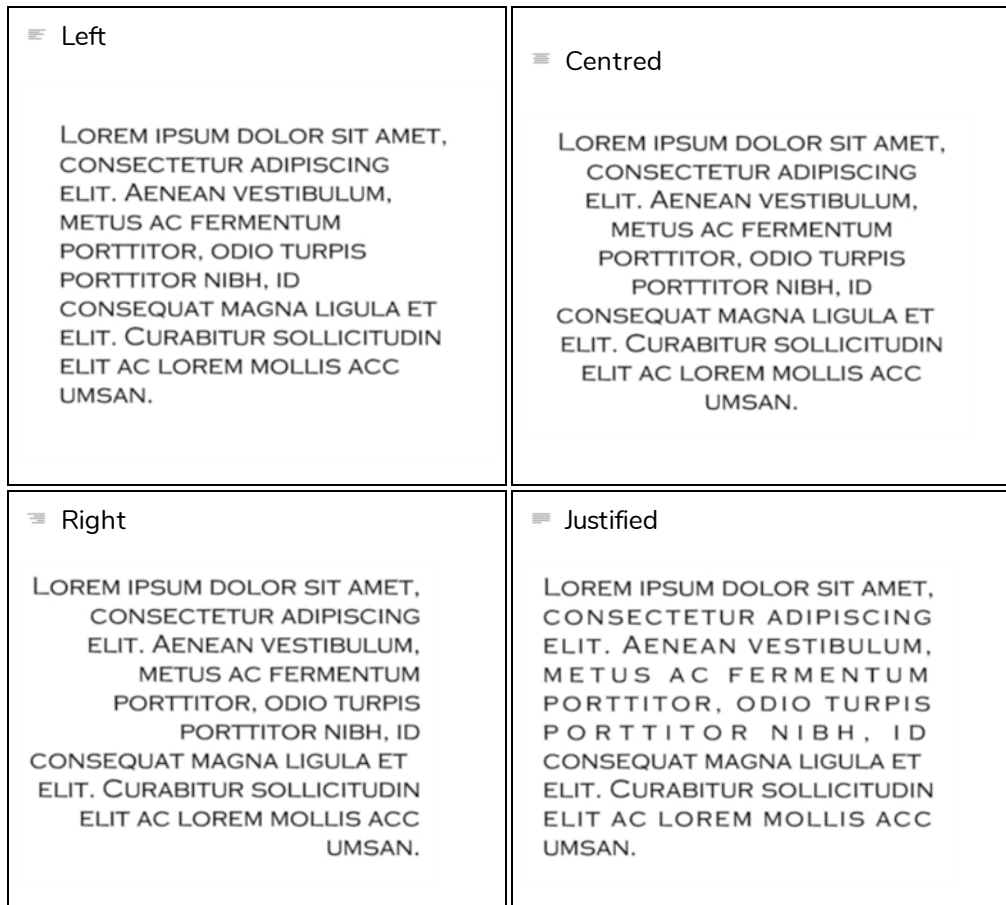 Left
Lorem ipsum dolor sit amet,
consectetur adipiscing
elit. Aenean vestibulum,
metus ac fermentum
porttitor, odio turpis
porttitor nibh, id
consequat magna ligula et
elit. Curabitur sollicitudin
elit ac lorem mollis acc
umsan.
Centred
Lorem ipsum dolor sit amet,
consectetur adipiscing
elit. Aenean vestibulum,
metus ac fermentum
porttitor, odio turpis
porttitor nibh, id
consequat magna ligula et
elit. Curabitur sollicitudin
elit ac lorem mollis acc
umsan.
Right
Lorem ipsum dolor sit amet,
consectetur adipiscing
elit. Aenean vestibulum,
metus ac fermentum
porttitor, odio turpis
porttitor nibh, id
consequat magna ligula et
elit. Curabitur sollicitudin
elit ac lorem mollis acc
umsan.
Justified
Lorem ipsum dolor sit amet,
consectetur adipiscing
elit. Aenean vestibulum,
metus ac fermentum
porttitor, odio turpis
porttitor nibh, id
consequat magna ligula et
elit. Curabitur sollicitudin
elit ac lorem mollis acc
umsan.